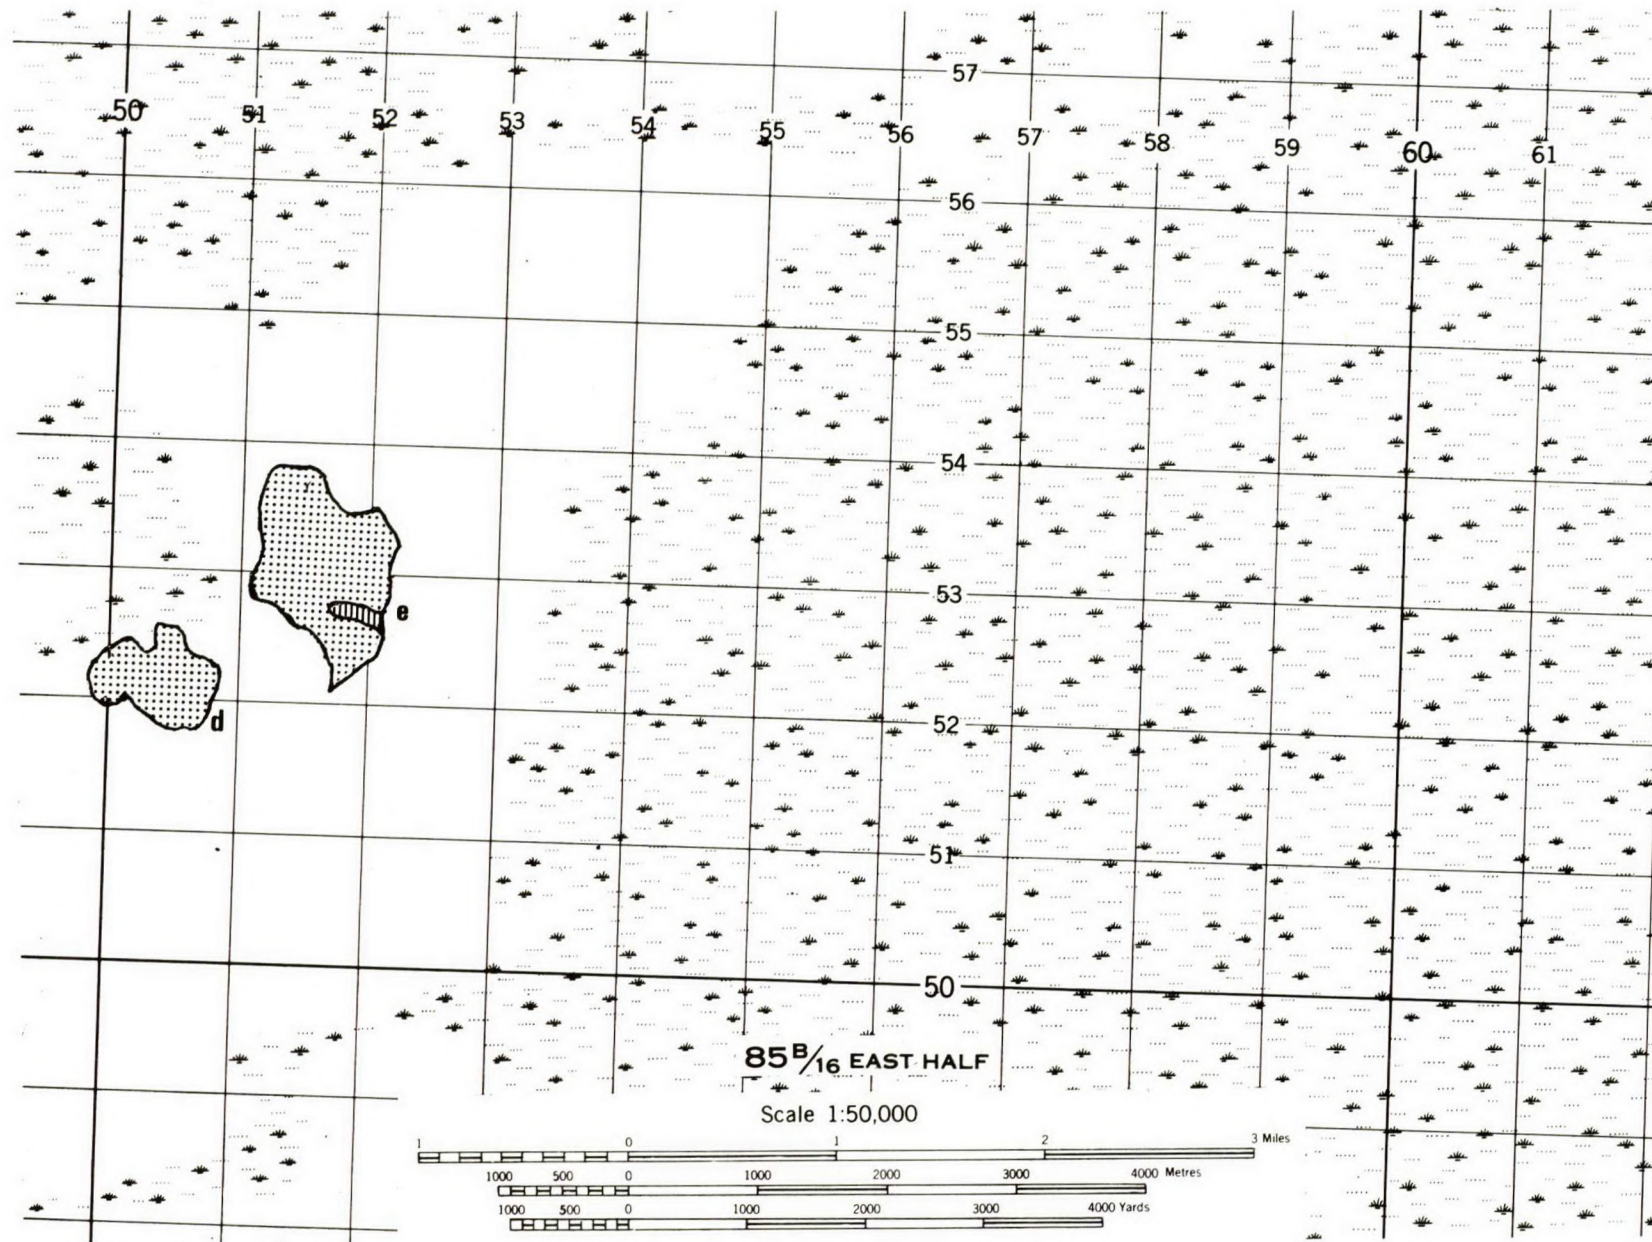 57
50 51 52 53 54 55 56 57 58 59 60 61
56
55
54
53
e
52
d
51
50
85 B/16 EAST HALF
Scale 1:50,000
1 0 1 2 3 Miles
1000 500 0 1000 2000 3000 4000 Metres
1000 500 0 1000 2000 3000 4000 Yards